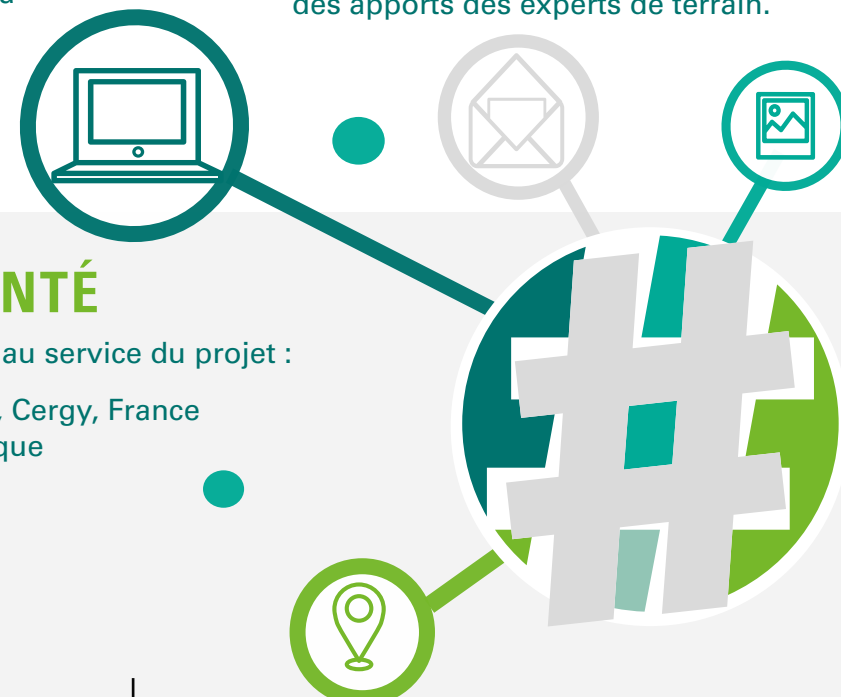 des apports des experts de terrain.
NTÉ
au service du projet :
, Cergy, France
que